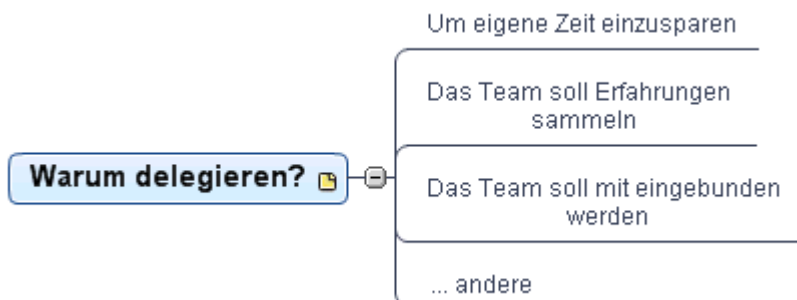 Um eigene Zeit einzusparen
Das Team soll Erfahrungen
sammeln
Warum delegieren?
Das Team soll mit eingebunden
werden
... andere